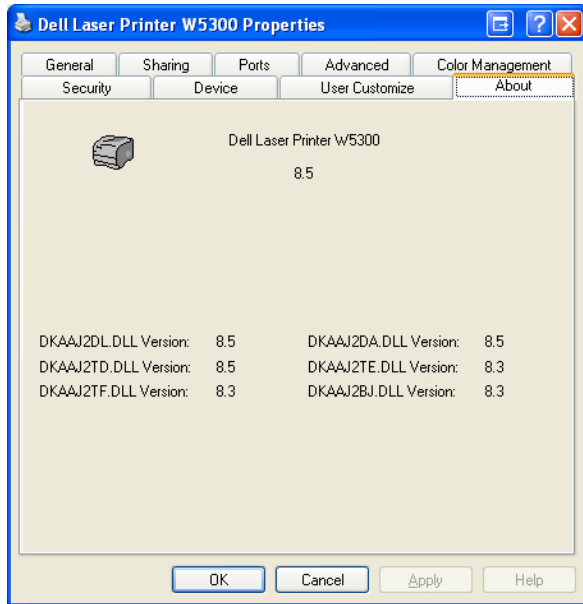 Dell Laser Printer W5300 Properties
General Sharing Ports Advanced Color Management
Security Device User Customize About
Dell Laser Printer W5300
8.5
DKAAJ2DL.DLL Version: 8.5 DKAAJ2DA.DLL Version: 8.5
DKAAJ2TD.DLL Version: 8.5 DKAAJ2TE.DLL Version: 8.3
DKAAJ2TF.DLL Version: 8.3 DKAAJ2BJ.DLL Version: 8.3
OK Cancel Apply Help